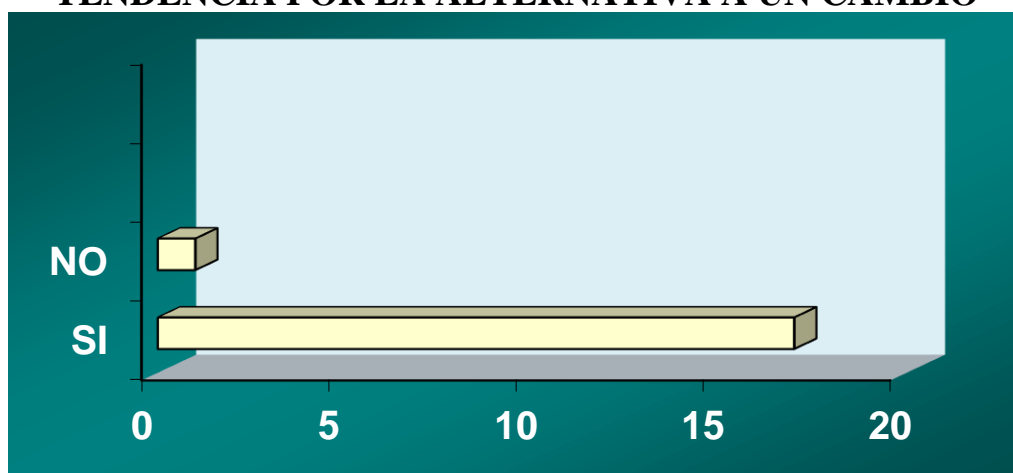 TENDENCIA POR LA ALTERNATIVA A UN CAMBIO
NO
SI
0 5 10 15 20